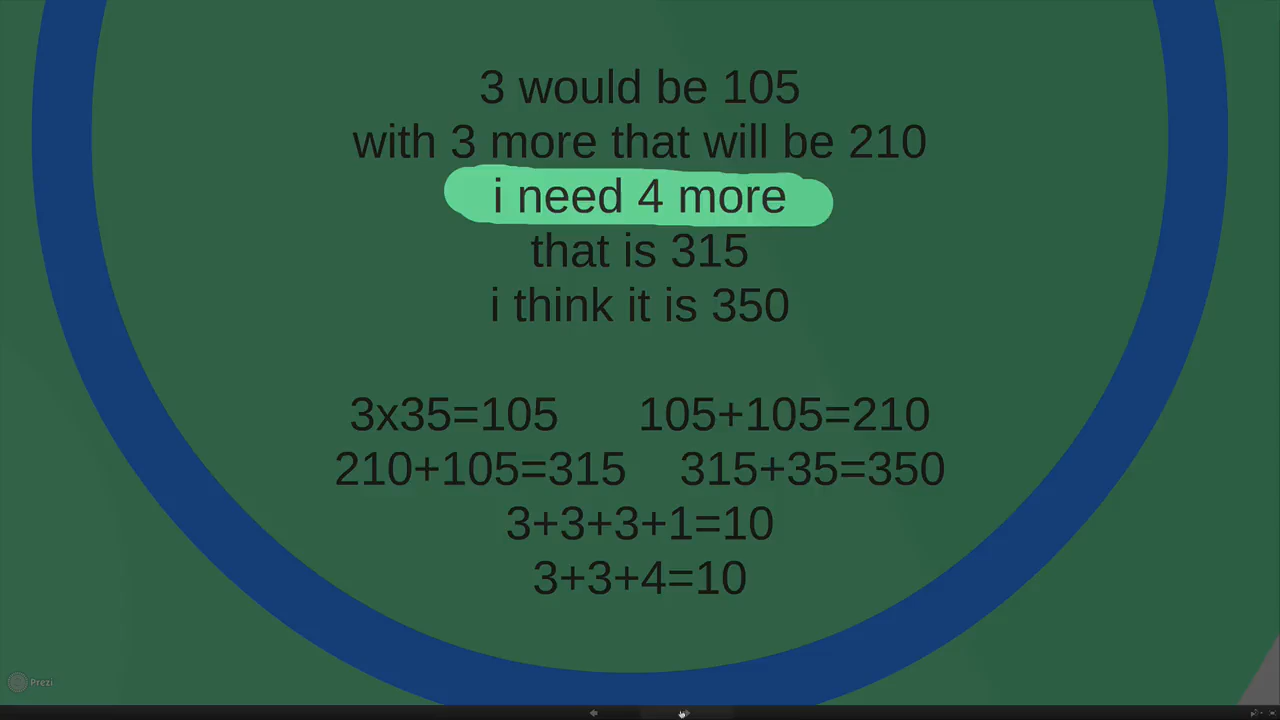 3 would be 105
with 3 more that will be 210
i need 4 more
that is 315
i think it is 350
3x35=105 105+105=210
210+105=315 315+35=350
3+3+3+1=10
3+3+4=10
Prezi